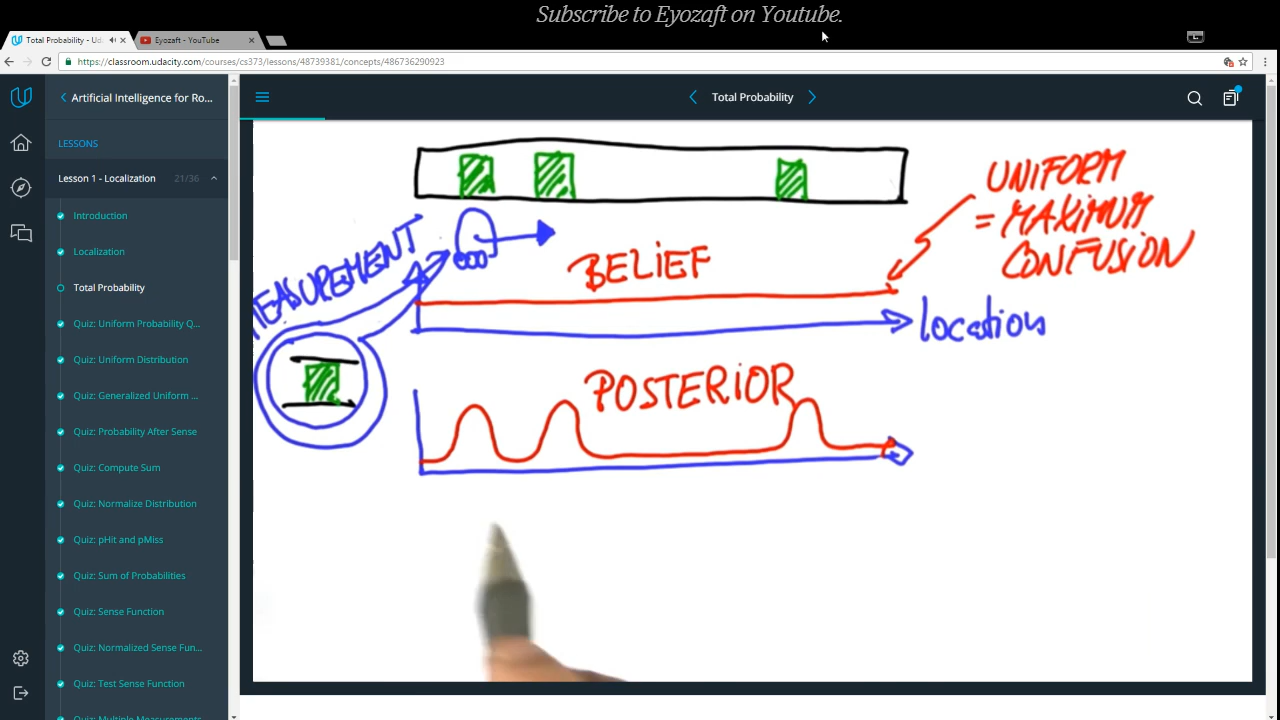 Subscribe to Eyozaft on Youtube.
Total Probability - Ud
Eyozaft - YouTube
https://classroom.udacity.com/courses/cs373/lessons/48739381/concepts/486736290923
Artificial Intelligence for Ro...
Total Probability
LESSONS
Lesson 1 - Localization 21/36
Introduction
Localization
Total Probability
Quiz: Uniform Probability Q...
Quiz: Uniform Distribution
Quiz: Generalized Uniform ...
Quiz: Probability After Sense
Quiz: Compute Sum
Quiz: Normalize Distribution
Quiz: pHit and pMiss
Quiz: Sum of Probabilities
Quiz: Sense Function
Quiz: Normalized Sense Fun...
Quiz: Test Sense Function
Quiz: Multiple Measurements
UNIFORM
= MAXIMUM
CONFUSION
MEASUREMENT
BELIEF
location
POSTERIOR